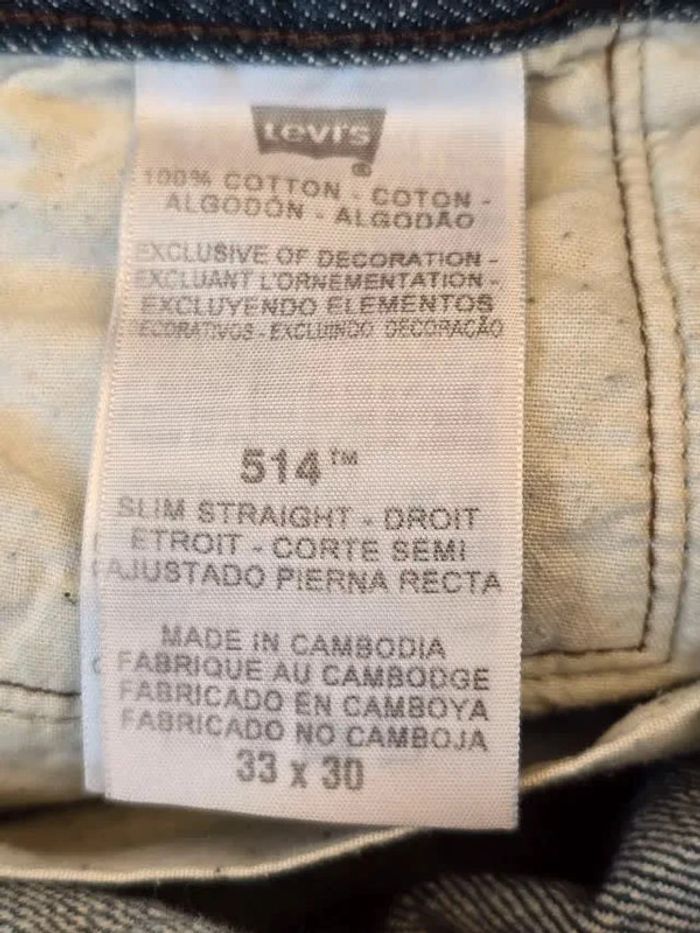 Levi's
®
100% COTTON - COTON -
ALGODÓN - ALGODÃO
EXCLUSIVE OF DECORATION -
EXCLUANT L'ORNEMENTATION -
EXCLUYENDO ELEMENTOS
DECORATIVOS - EXCLUINDO DECORAÇÃO
514™
SLIM STRAIGHT - DROIT
ETROIT - CORTE SEMI
AJUSTADO PIERNA RECTA
MADE IN CAMBODIA
FABRIQUE AU CAMBODGE
FABRICADO EN CAMBOYA
FABRICADO NO CAMBOJA
33 x 30